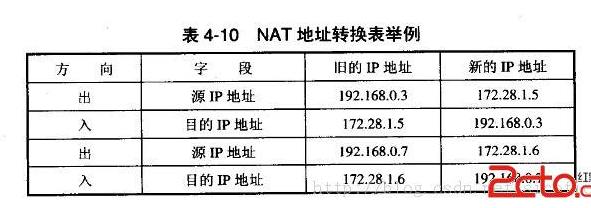 表 4-10 NAT 地址转换表举例
方 向 字 段 旧的 IP 地址 新的 IP 地址
出 源 IP 地址 192.168.0.3 172.28.1.5
入 目的 IP 地址 172.28.1.5 192.168.0.3
出 源 IP 地址 192.168.0.7 172.28.1.6
入 目的 IP 地址 172.28.1.6
2cto.